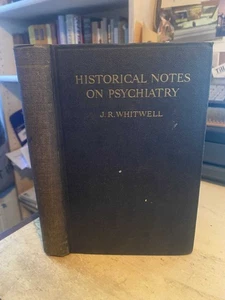 HISTORICAL NOTES
ON PSYCHIATRY
J. R. WHITWELL